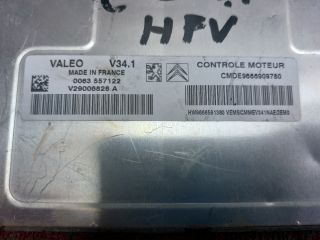 HFV
VALEO V34.1
MADE IN FRANCE
0063 557122
V29006626 A
CONTROLE MOTEUR
CMDE9666909780